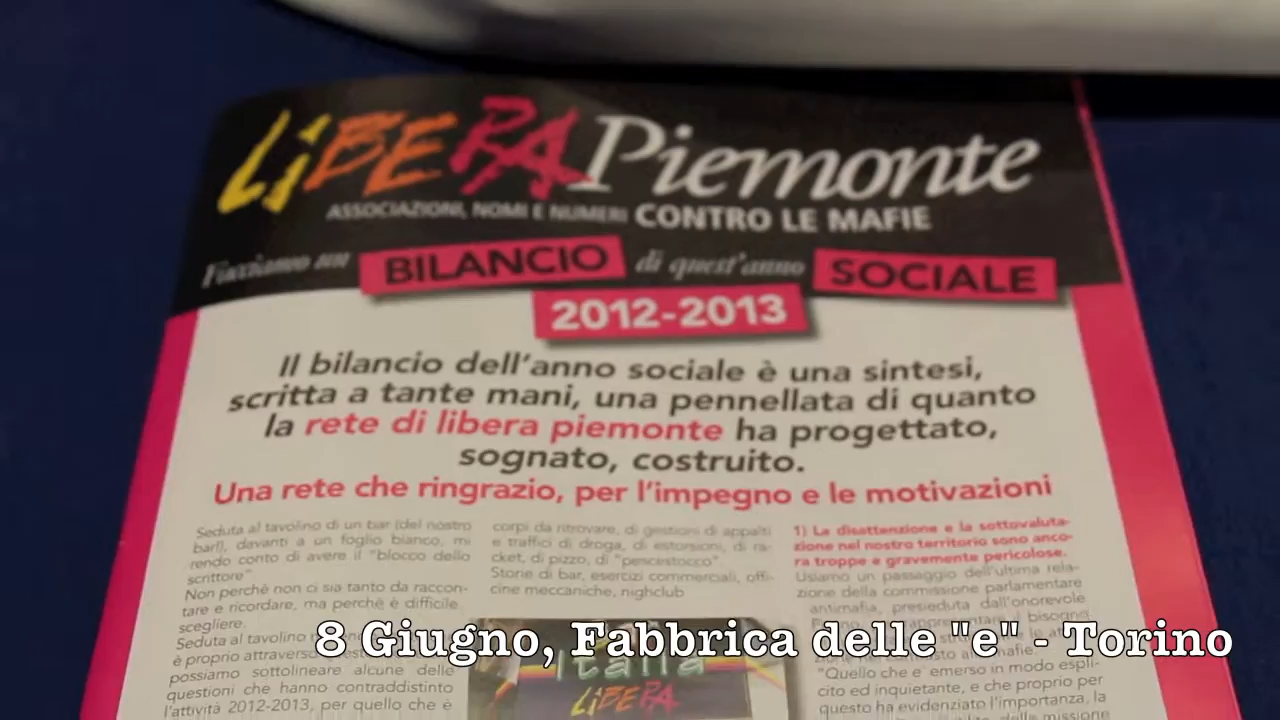 LIBERA Piemonte
ASSOCIAZIONI, NOMI E NUMERI CONTRO LE MAFIE
Facciamo un BILANCIO di quest'anno SOCIALE
2012-2013
Il bilancio dell'anno sociale è una sintesi,
scritta a tante mani, una pennellata di quanto
la rete di libera piemonte ha progettato,
sognato, costruito.
Una rete che ringrazio, per l'impegno e le motivazioni
Seduta al tavolino di un bar (del nostro
bar!), davanti a un foglio bianco, mi
rendo conto di avere il "blocco dello
scrittore"
Non perchè non ci sia tanto da raccon-
tare e ricordare, ma perchè è difficile
scegliere.
Seduta al tavolino
è proprio attraverso
possiamo sottolineare alcune delle
questioni che hanno contraddistinto
l'attività 2012-2013, per quello che è
corpi da ritrovare, di gestioni di appalti
e traffici di droga, di estorsioni, di ra-
cket, di pizzo, di "pescestocco"
Storie di bar, esercizi commerciali, offi-
cine meccaniche, nighclub
Italia
LIBERA
1) La disattenzione e la sottovaluta-
zione nel nostro territorio sono anco-
ra troppe e gravemente pericolose.
Usiamo un passaggio dell'ultima rela-
zione della commissione parlamentare
antimafia, presieduta dall'onorevole
"Quello che e' emerso in modo espli-
cito ed inquietante, e che proprio per
questo ha evidenziato l'importanza, la
della missione
8 Giugno, Fabbrica delle "e" - Torino